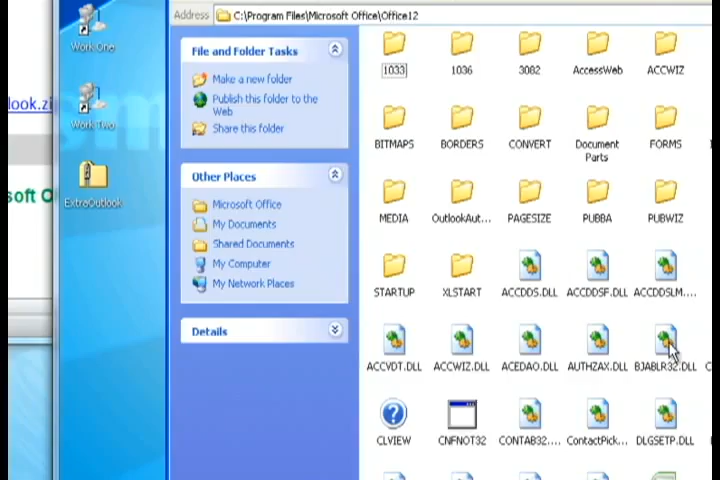 Address C:\Program Files\Microsoft Office\Office12
Work One
look.zi
Work Two
soft O
ExtraOutlook
File and Folder Tasks
Make a new folder
Publish this folder to the
Web
Share this folder
Other Places
Microsoft Office
My Documents
Shared Documents
My Computer
My Network Places
Details
1033 1036 3082 AccessWeb ACCWIZ
BITMAPS BORDERS CONVERT Document
Parts FORMS
MEDIA OutlookAut... PAGESIZE PUBBA PUBWIZ
STARTUP XLSTART ACCDDS.DLL ACCDDSF.DLL ACCDDSLM....
ACCVDT.DLL ACCWIZ.DLL ACEDAO.DLL AUTHZAX.DLL BJABLR32.DLL
CLVIEW CNFNOT32 CONTAB32.... ContactPick... DLGSETP.DLL